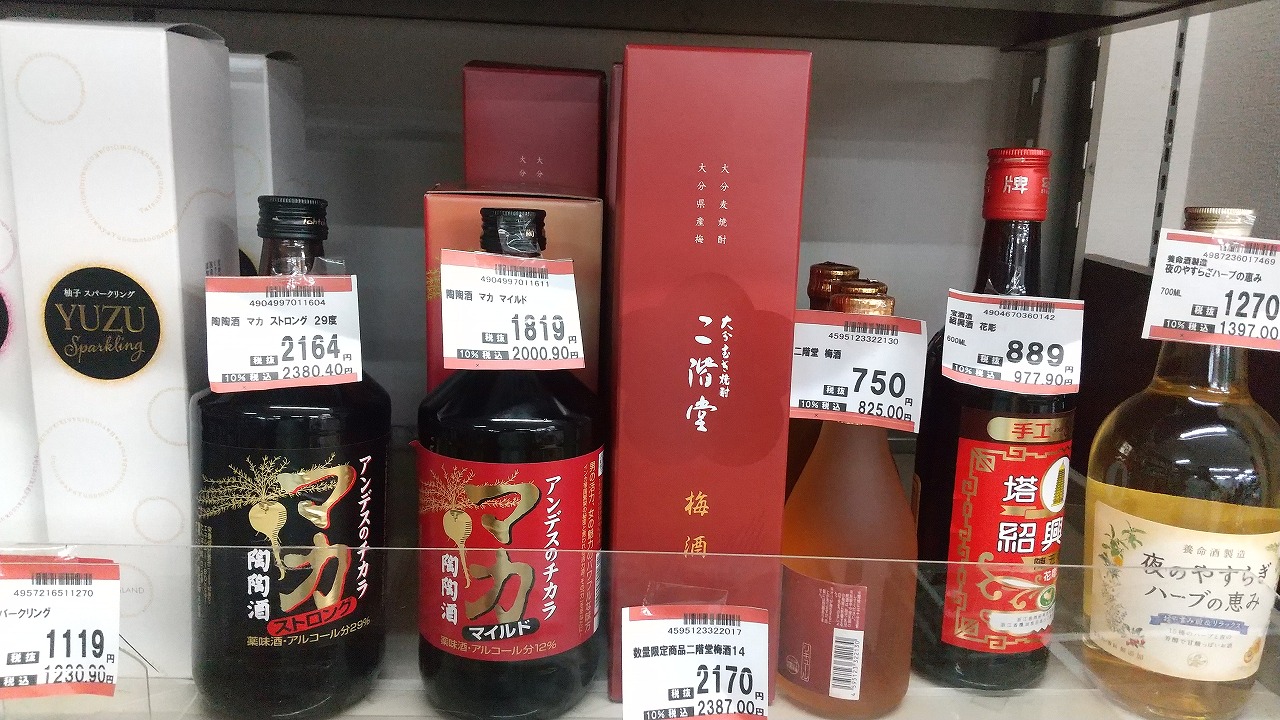 柚子 スパークリング
YUZU
Sparkling
4957216511270
パークリング
税抜 1119円
10%税込 1230.90円
4904997011604
陶陶酒 マカ ストロング 29度
税抜 2164円
10%税込 2380.40円
アンデスのチカラ
マカ
陶陶酒
ストロング
薬味酒・アルコール分29%
4904997011611
陶陶酒 マカ マイルド
税抜 1819円
10%税込 2000.90円
アンデスのチカラ
マカ
陶陶酒
マイルド
薬味酒・アルコール分12%
大分
大分
大分麦焼酎
大分県産梅
大分むぎ焼酎
二階堂
梅酒
4595123322017
数量限定商品二階堂梅酒14
税抜 2170円
10%税込 2387.00円
4595123322130
二階堂 梅酒
税抜 750円
10%税込 825.00円
リキュール
牌
4904670360142
宝酒造
紹興酒 花彫
600ML
税抜 889円
10%税込 977.90円
手工
塔
紹興
花彫
4987236017469
養命酒製造
夜のやすらぎハーブの恵み
700ML
税抜 1270
10%税込 1397.00
養命酒製造
夜のやすらぎ
ハーブの恵み